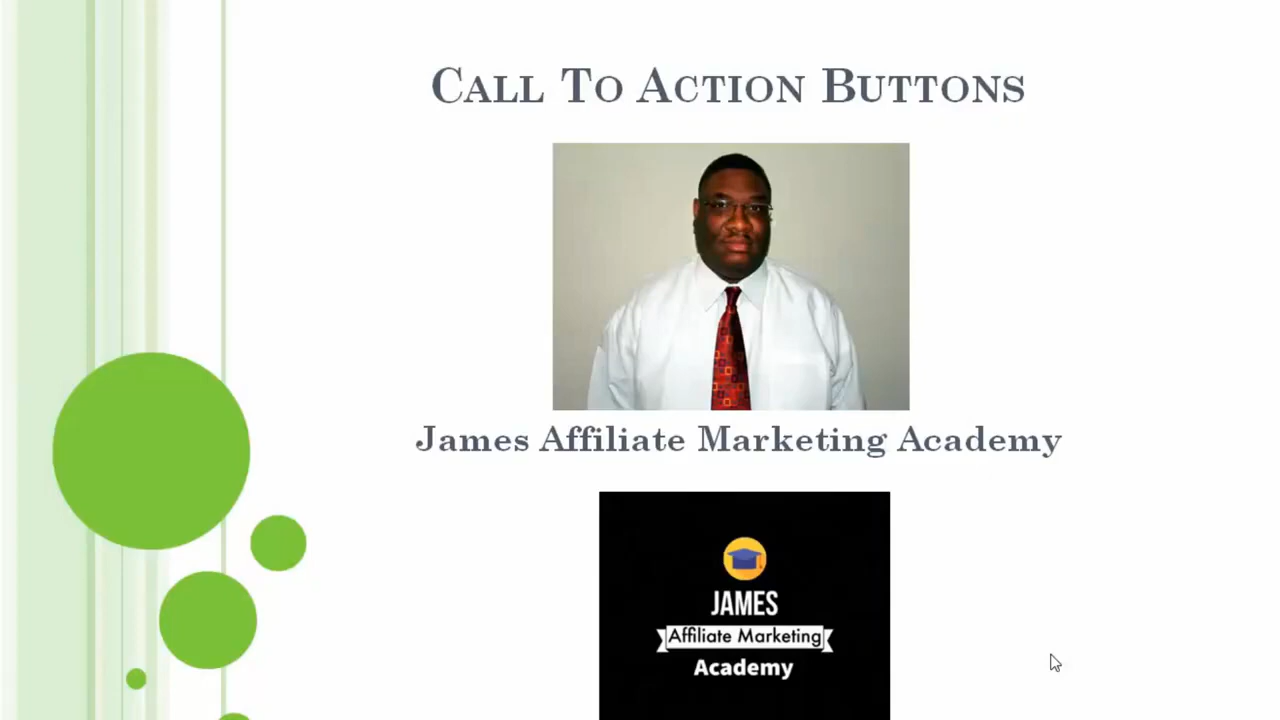 Call To Action Buttons
James Affiliate Marketing Academy
JAMES
Affiliate Marketing
Academy